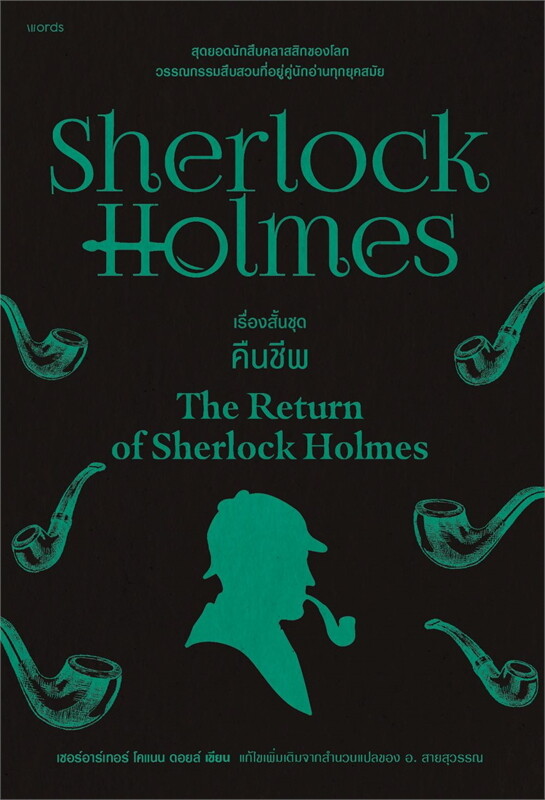 words
สุดยอดนักสืบคลาสสิกของโลก
วรรณกรรมสืบสวนที่อยู่คู่นักอ่านทุกยุคสมัย
Sherlock
Holmes
เรื่องสั้นชุด
คืนชีพ
The Return
of Sherlock Holmes
เซอร์อาร์เทอร์ โคแนน ดอยล์ เขียน แก้ไขเพิ่มเติมจากสำนวนแปลของ อ. สายสุวรรณ